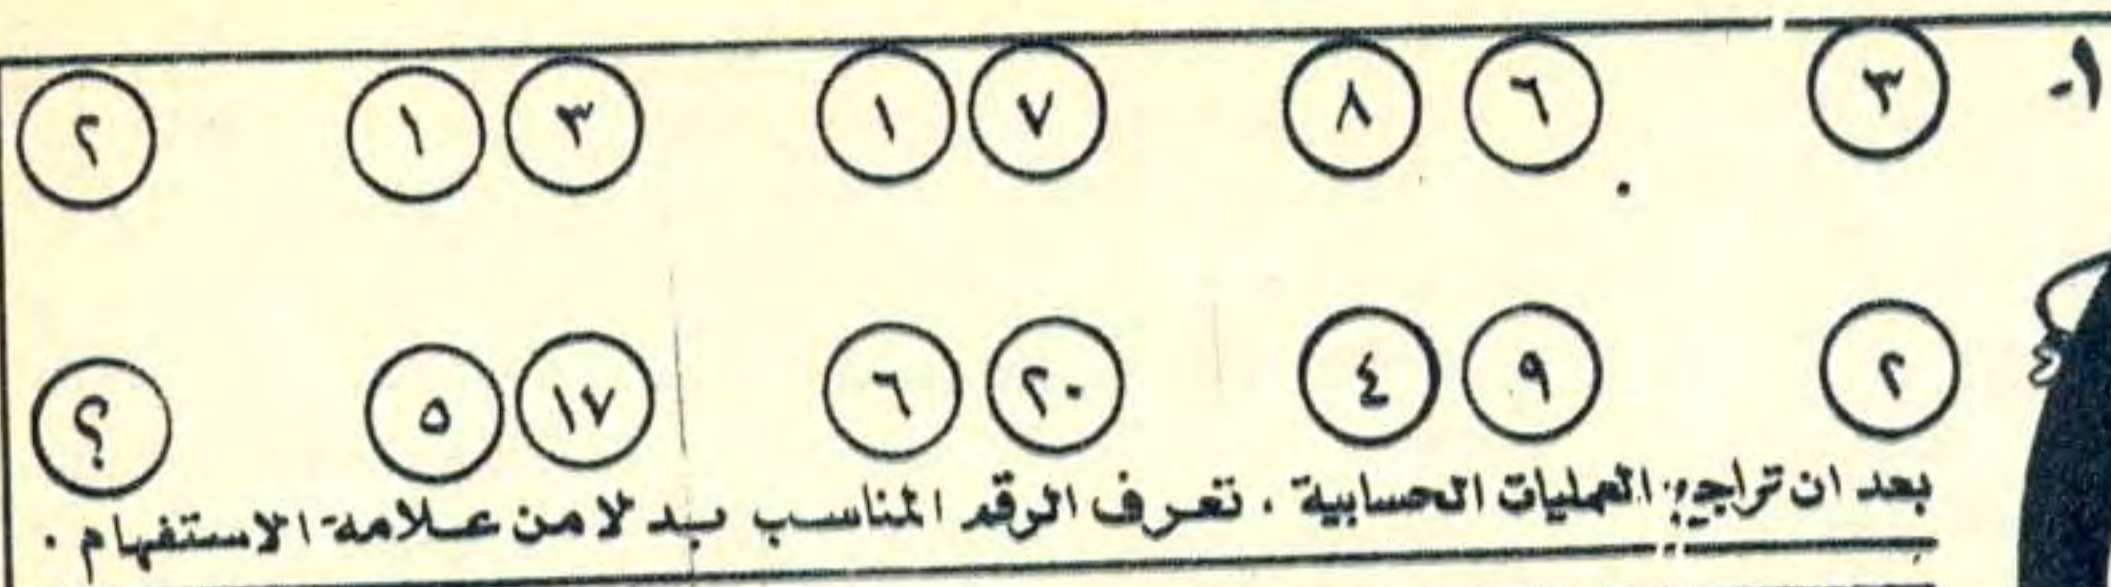 ١- ٣ ٦ ٨ ٧ ١ ٣ ١ ٢
٢ ٩ ٤ ٢٠ ٦ ١٧ ٥ ؟
بعد ان تراجع العمليات الحسابية . تعرف الرقم المناسب بدلا من علامة الاستفهام .